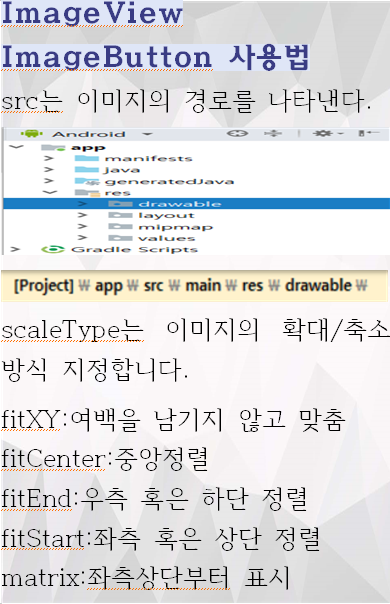 ImageView
ImageButton 사용법
src는 이미지의 경로를 나타낸다.
Android
app
manifests
java
generatedJava
res
drawable
layout
mipmap
values
Gradle Scripts
[Project] ₩ app ₩ src ₩ main ₩ res ₩ drawable ₩
scaleType는 이미지의 확대/축소
방식 지정합니다.
fitXY:여백을 남기지 않고 맞춤
fitCenter:중앙정렬
fitEnd:우측 혹은 하단 정렬
fitStart:좌측 혹은 상단 정렬
matrix:좌측상단부터 표시